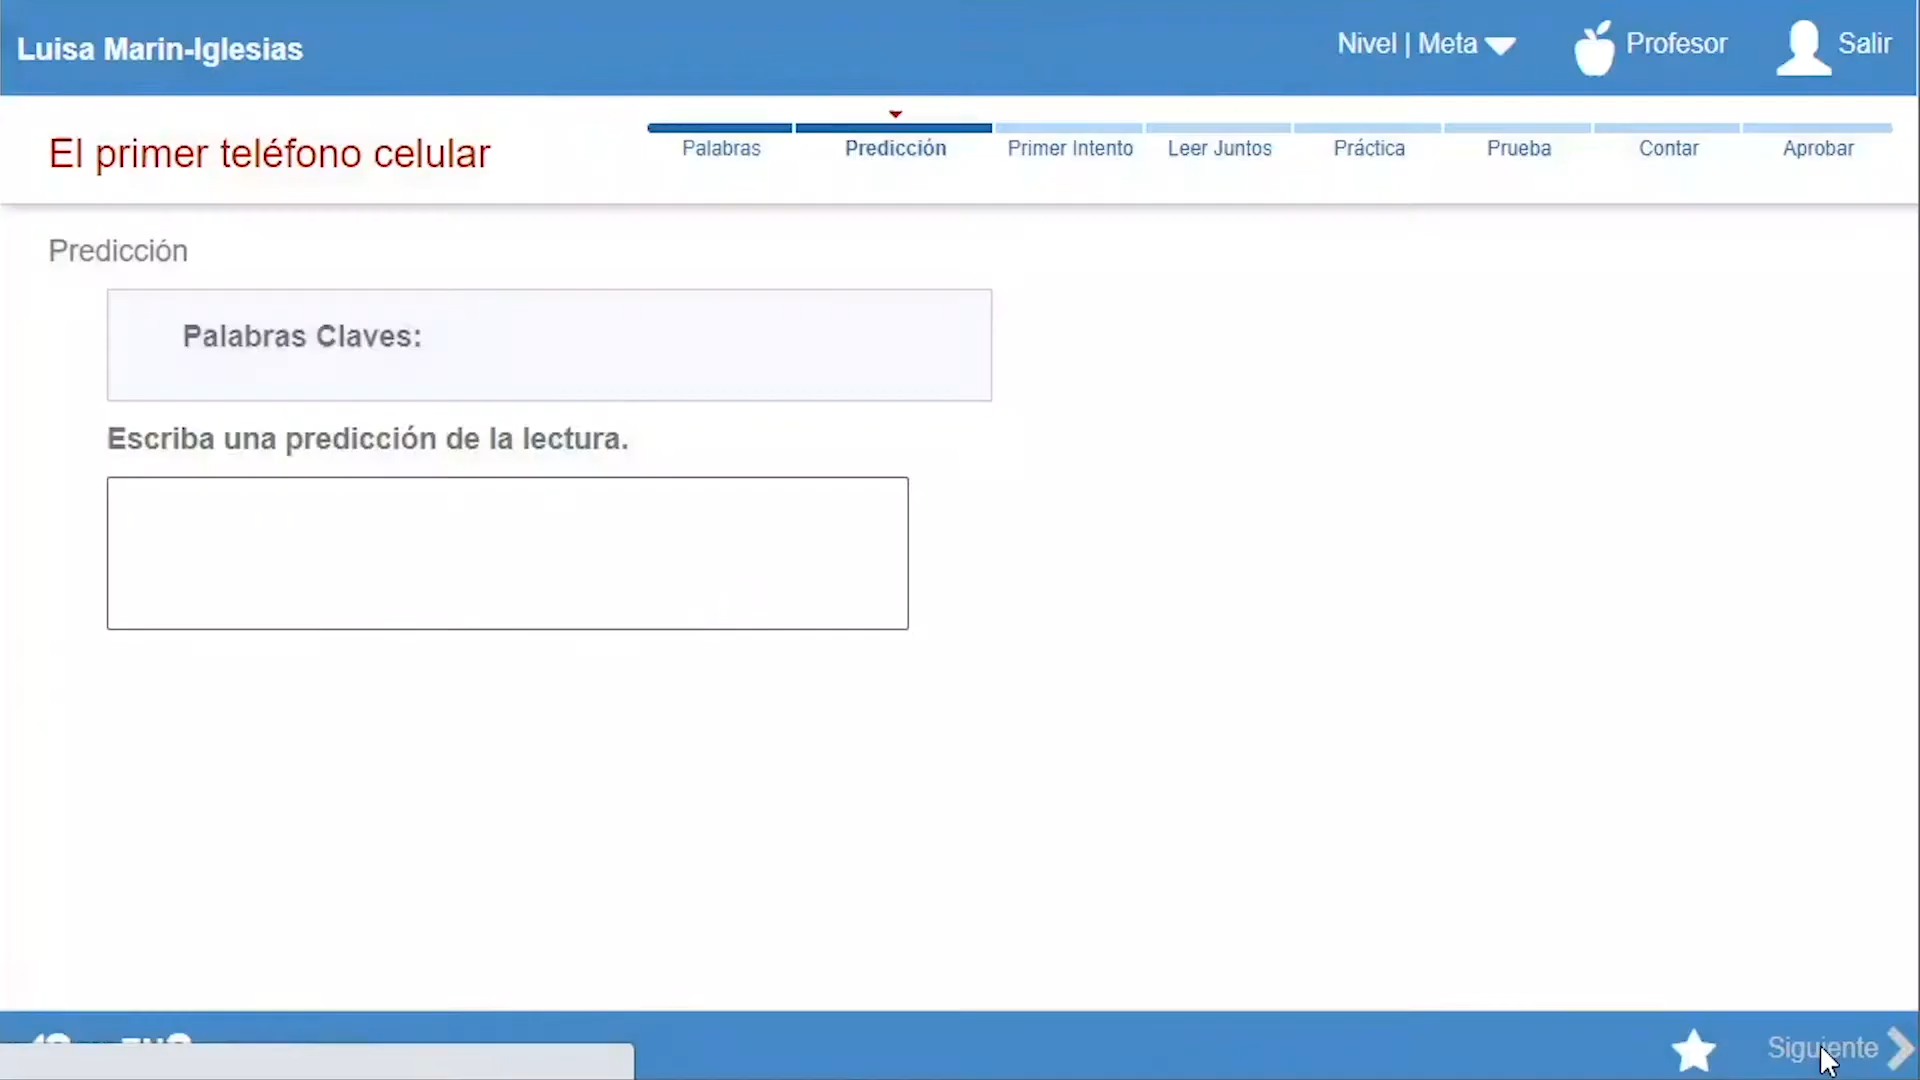 Luisa Marin-Iglesias
Nivel | Meta
Profesor
Salir
El primer teléfono celular
Palabras
Predicción
Primer Intento
Leer Juntos
Práctica
Prueba
Contar
Aprobar
Predicción
Palabras Claves:
Escriba una predicción de la lectura.
Siguiente